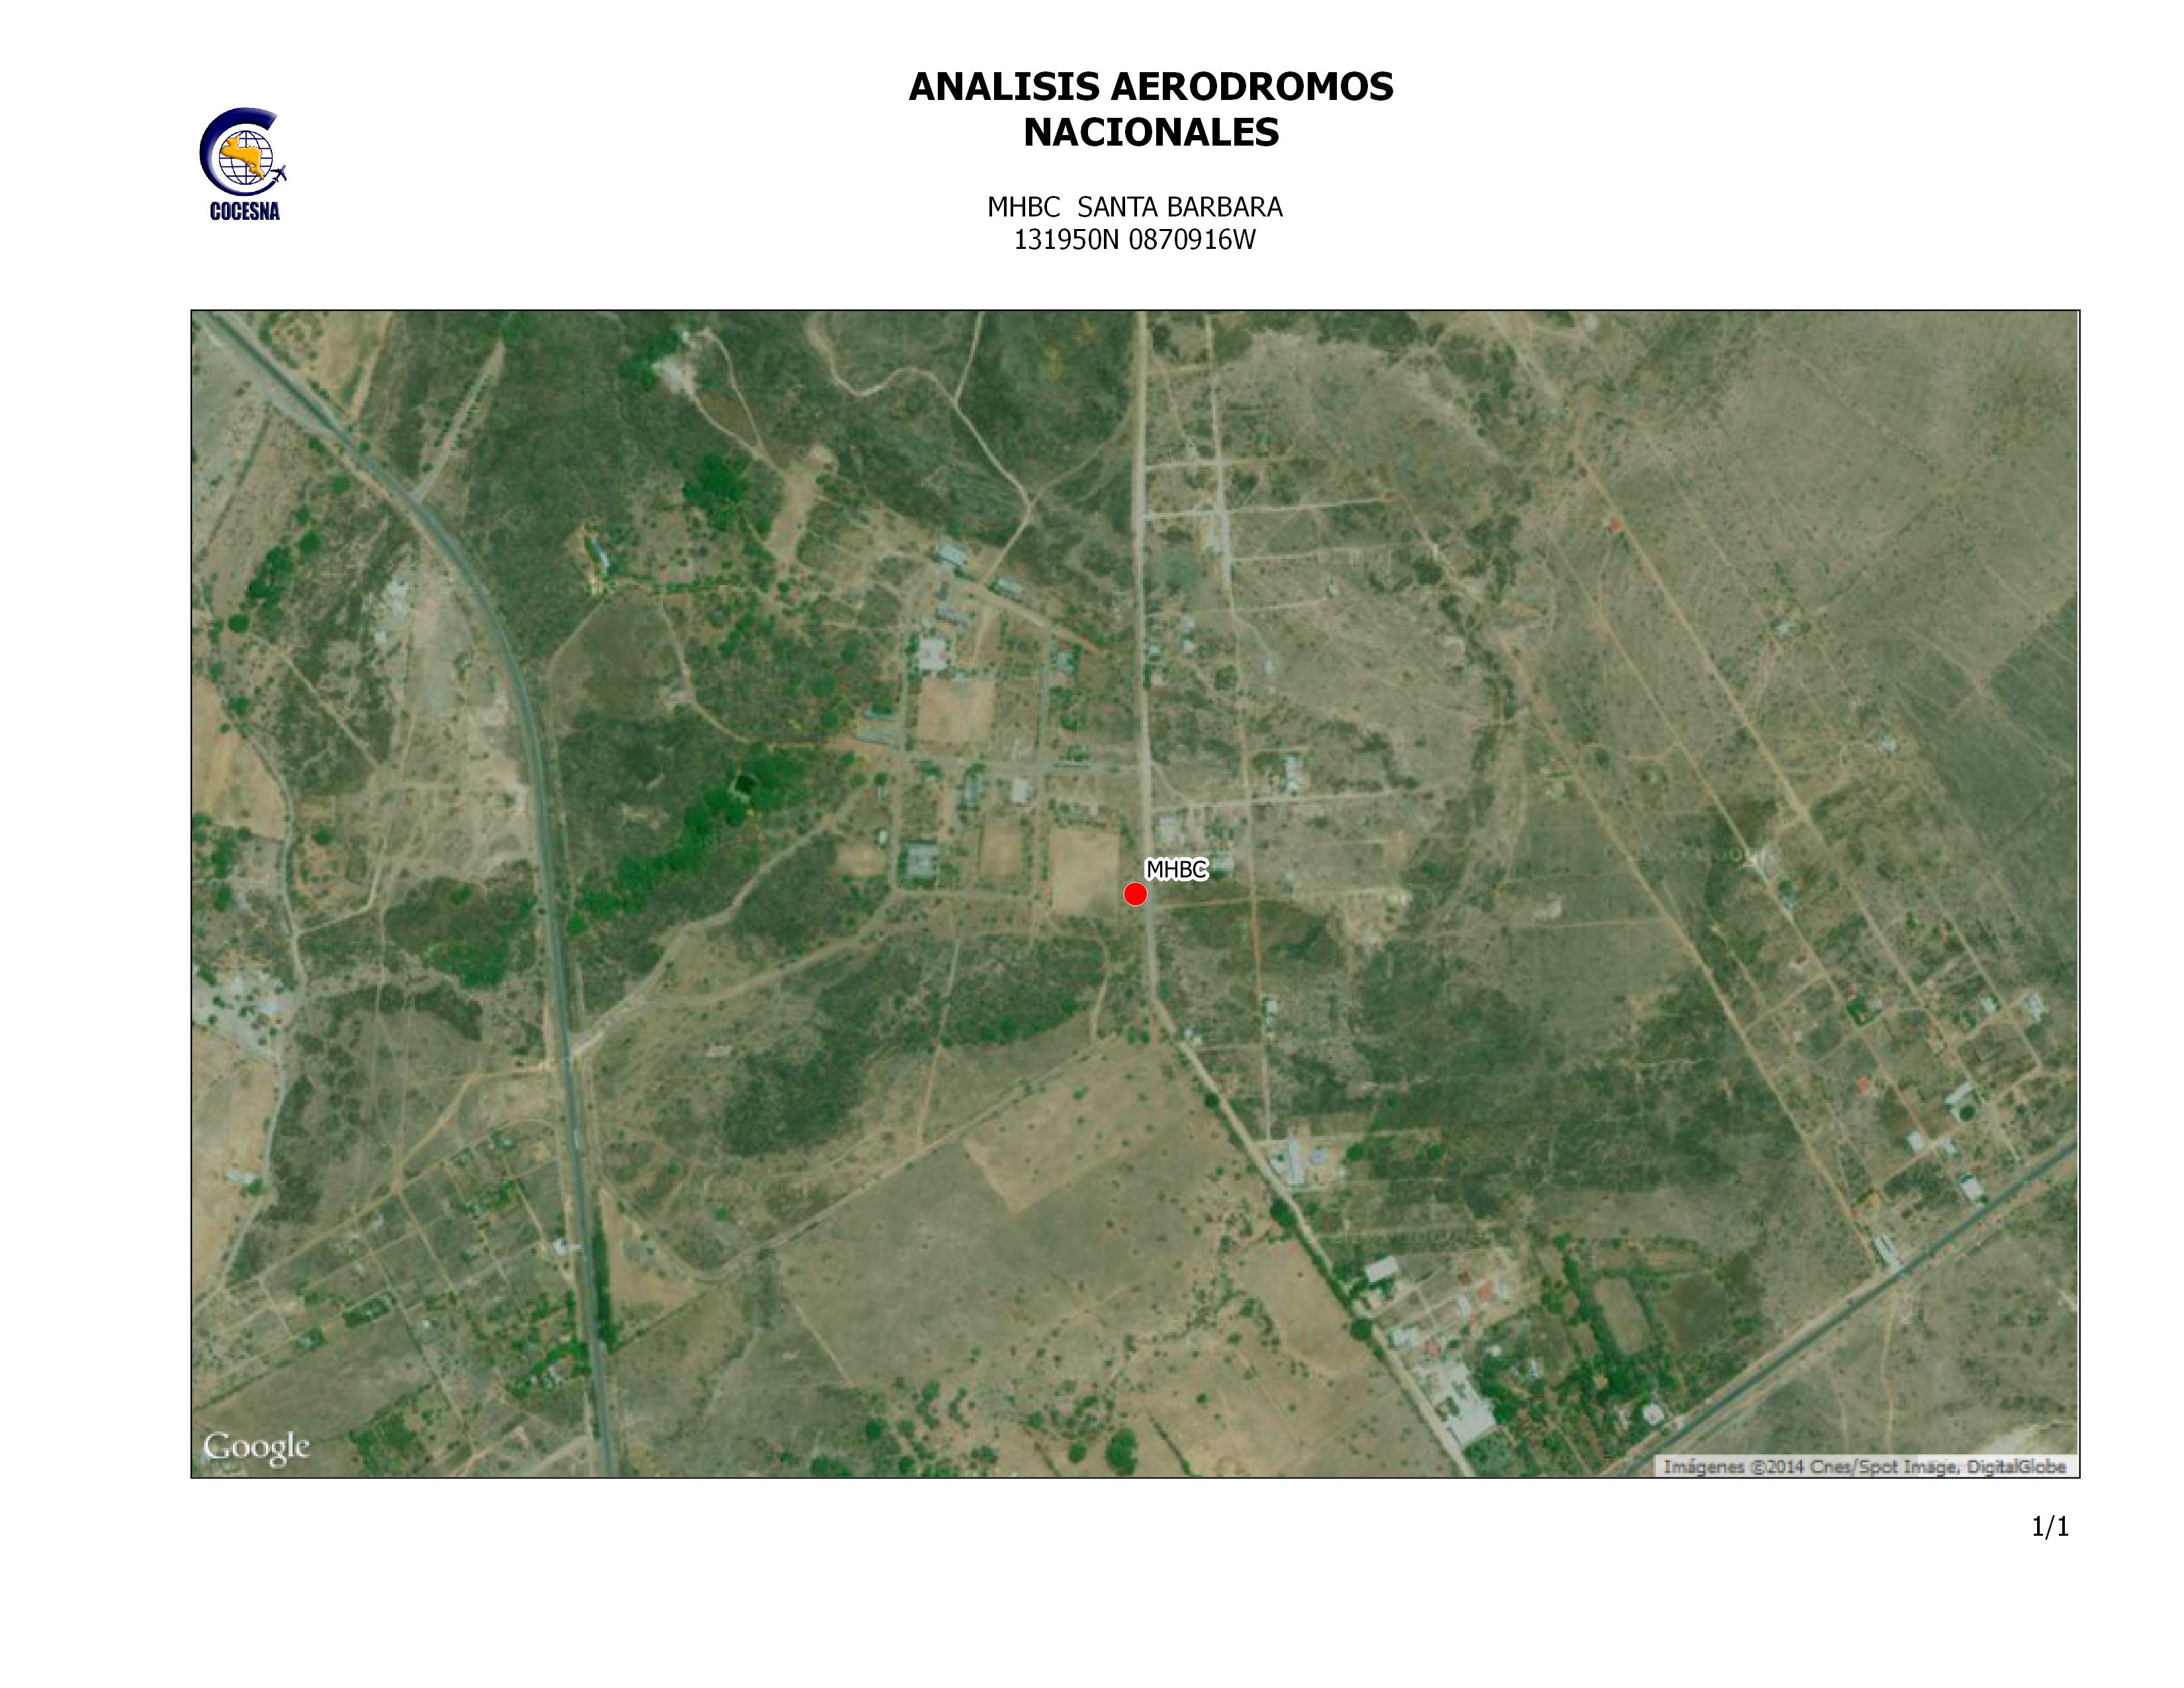 ANALISIS AERODROMOS
NACIONALES
COCESNA
MHBC  SANTA BARBARA
131950N 0870916W
MHBC
Google
Imágenes ©2014 Cnes/Spot Image, DigitalGlobe
1/1